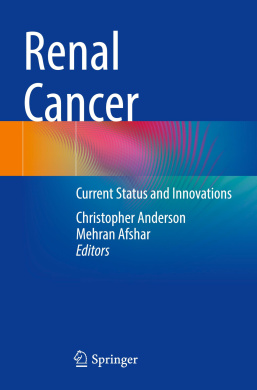 Renal
Cancer
Current Status and Innovations
Christopher Anderson
Mehran Afshar
Editors
Springer